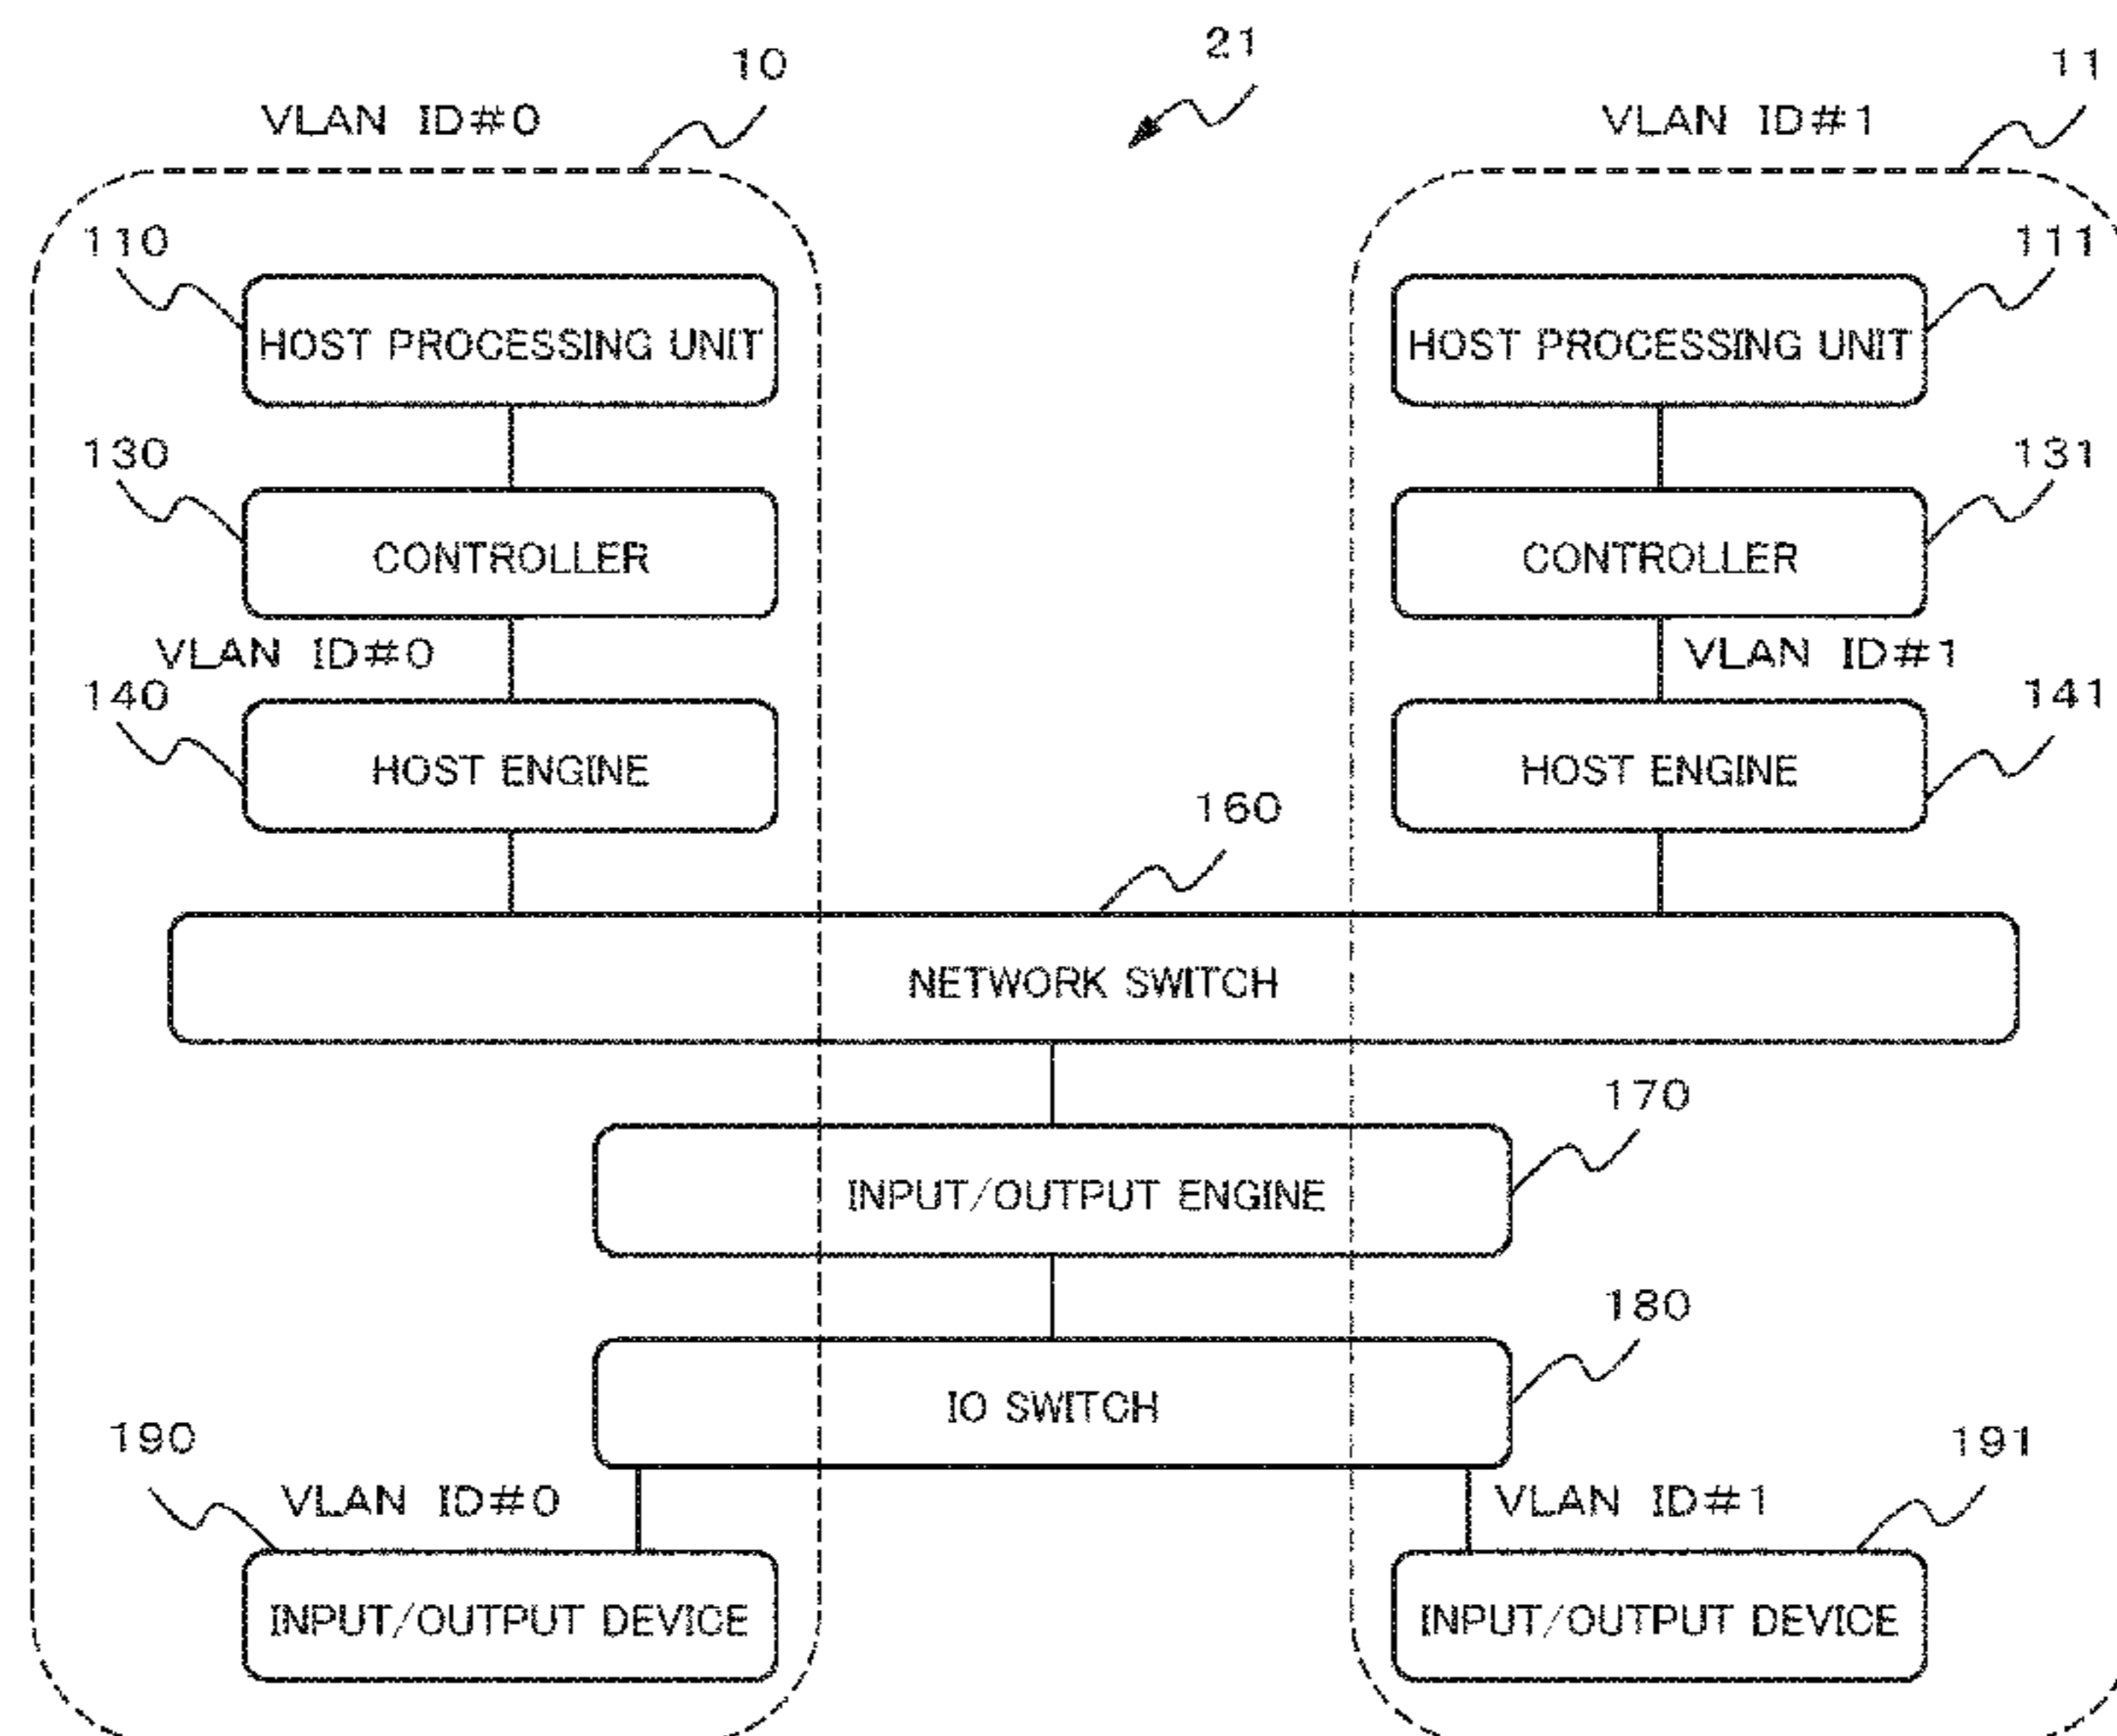 21
10
11
VLAN ID#0
VLAN ID#1
110
111
HOST PROCESSING UNIT
HOST PROCESSING UNIT
130
131
CONTROLLER
CONTROLLER
VLAN ID#0
VLAN ID#1
140
141
HOST ENGINE
HOST ENGINE
160
NETWORK SWITCH
170
INPUT/OUTPUT ENGINE
180
IO SWITCH
190
191
VLAN ID#0
VLAN ID#1
INPUT/OUTPUT DEVICE
INPUT/OUTPUT DEVICE